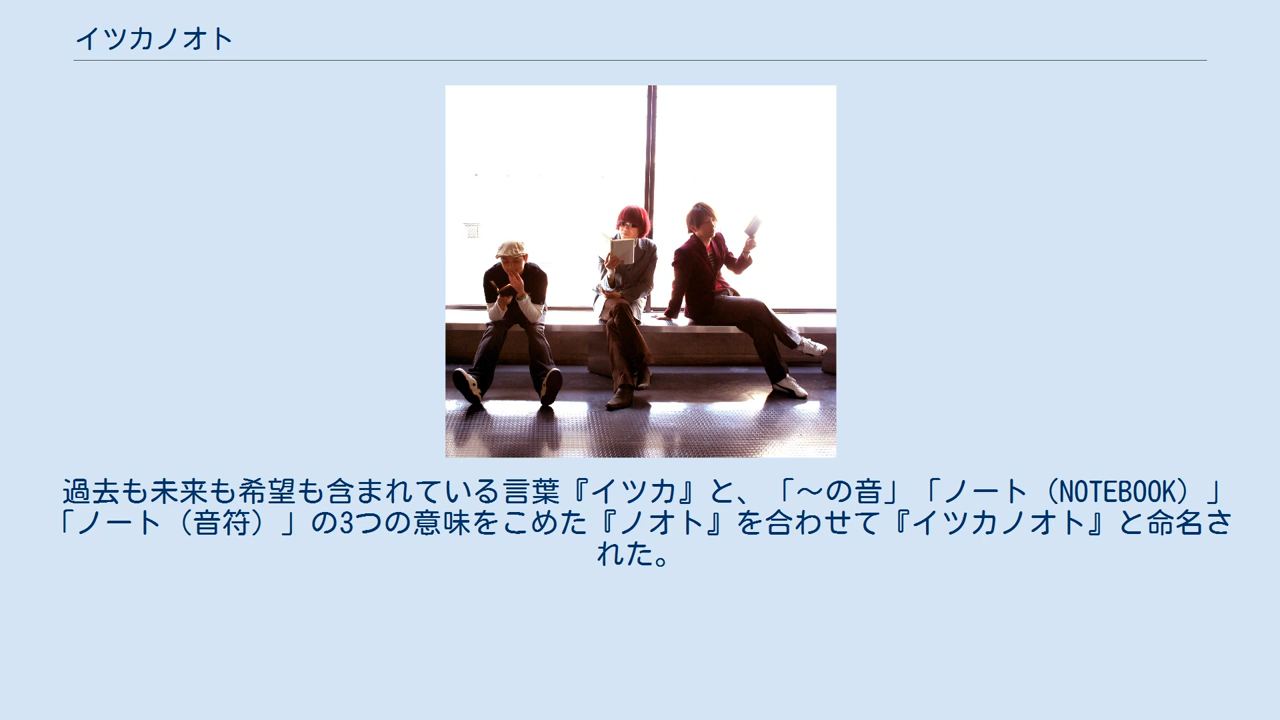 イツカノオト
過去も未来も希望も含まれている言葉『イツカ』と、「～の音」「ノート（NOTEBOOK）」
「ノート（音符）」の3つの意味をこめた『ノオト』を合わせて『イツカノオト』と命名さ
れた。